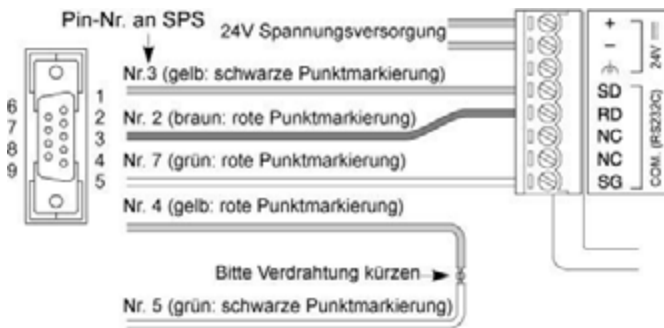 Pin-Nr. an SPS
24V Spannungsversorgung
Nr.3 (gelb: schwarze Punktmarkierung)
Nr. 2 (braun: rote Punktmarkierung)
Nr. 7 (grün: rote Punktmarkierung)
Nr. 4 (gelb: rote Punktmarkierung)
Bitte Verdrahtung kürzen
Nr. 5 (grün: schwarze Punktmarkierung)
1
2
3
4
5
6
7
8
9
+
−
24V
SD
RD
NC
NC
SG
COM. (RS232C)